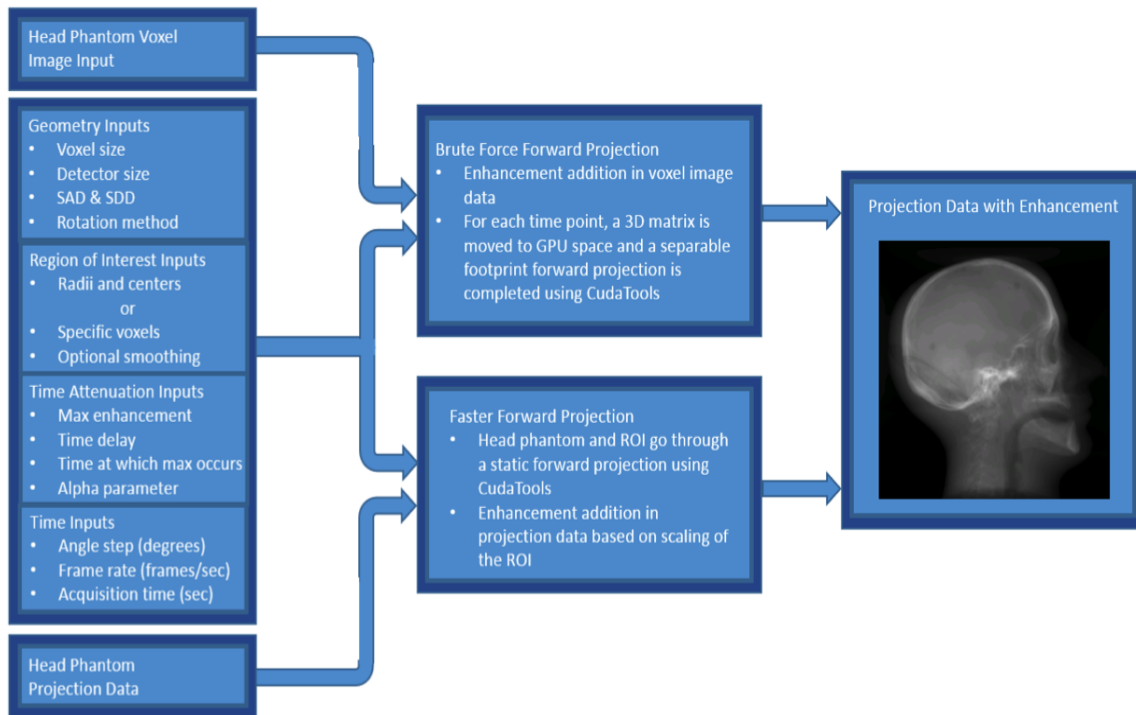 Head Phantom Voxel
Image Input
Geometry Inputs
• Voxel size
• Detector size
• SAD & SDD
• Rotation method
Region of Interest Inputs
• Radii and centers
or
• Specific voxels
• Optional smoothing
Time Attenuation Inputs
• Max enhancement
• Time delay
• Time at which max occurs
• Alpha parameter
Time Inputs
• Angle step (degrees)
• Frame rate (frames/sec)
• Acquisition time (sec)
Head Phantom
Projection Data
Brute Force Forward Projection
• Enhancement addition in voxel image
data
• For each time point, a 3D matrix is
moved to GPU space and a separable
footprint forward projection is
completed using CudaTools
Faster Forward Projection
• Head phantom and ROI go through
a static forward projection using
CudaTools
• Enhancement addition in
projection data based on scaling of
the ROI
Projection Data with Enhancement